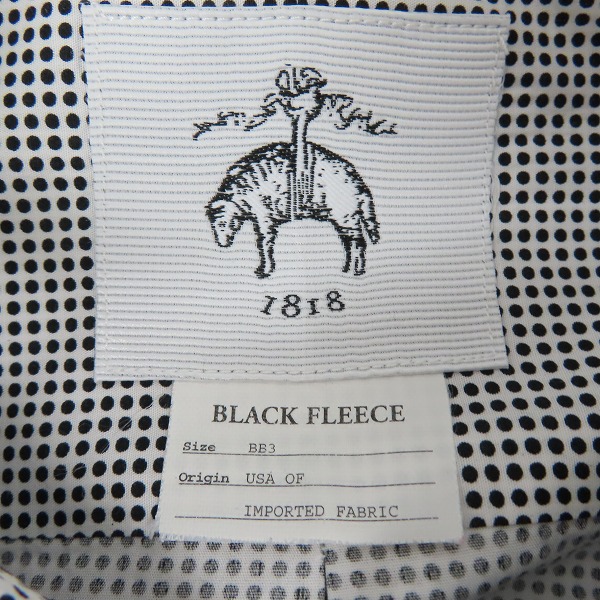 1818
BLACK FLEECE
Size BB3
Origin USA OF
IMPORTED FABRIC